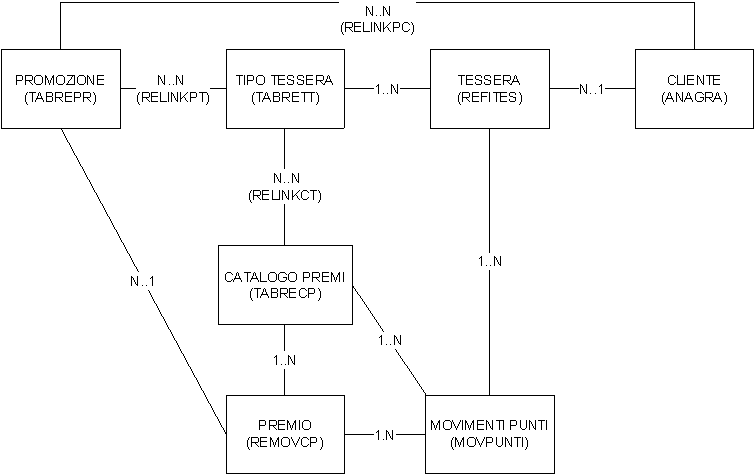 N..N
(RELINKPC)
PROMOZIONE
(TABREPR)
N..N
(RELINKPT)
TIPO TESSERA
(TABRETT)
1..N
TESSERA
(REFITES)
N..1
CLIENTE
(ANAGRA)
N..N
(RELINKCT)
1..N
CATALOGO PREMI
(TABRECP)
N..1
1..N
1..N
PREMIO
(REMOVCP)
1.N
MOVIMENTI PUNTI
(MOVPUNTI)